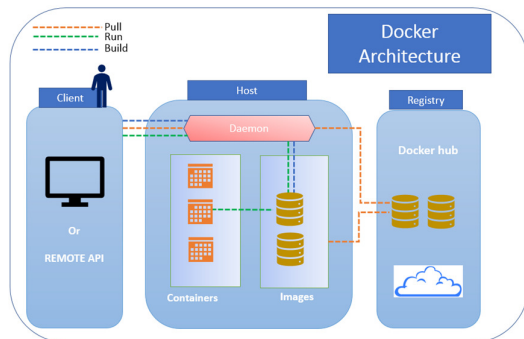 Pull
Run
Build
Docker
Architecture
Client
Host
Registry
Daemon
Docker hub
Or
REMOTE API
Containers
Images